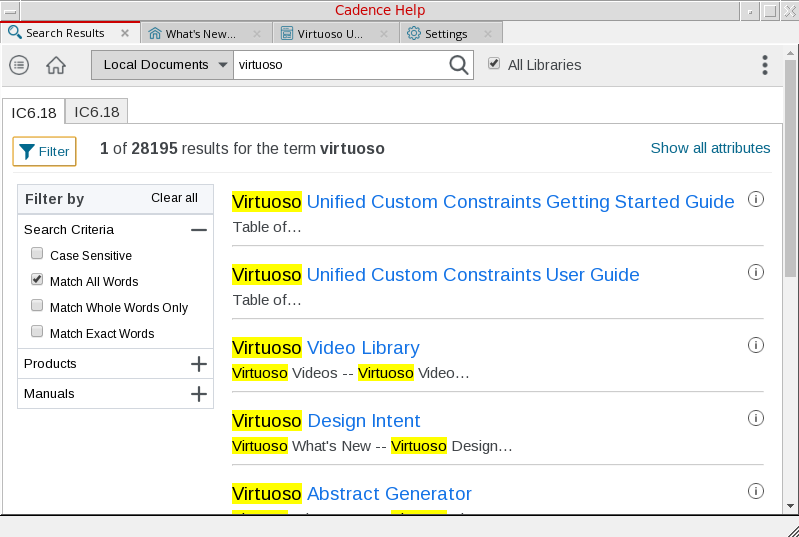 Cadence Help
Search Results
What's New...
Virtuoso U...
Settings
Local Documents
virtuoso
All Libraries
IC6.18
IC6.18
Filter
1 of 28195 results for the term virtuoso
Show all attributes
Filter by
Clear all
Search Criteria
Case Sensitive
Match All Words
Match Whole Words Only
Match Exact Words
Products
Manuals
Virtuoso Unified Custom Constraints Getting Started Guide
Table of…
Virtuoso Unified Custom Constraints User Guide
Table of…
Virtuoso Video Library
Virtuoso Videos -- Virtuoso Video…
Virtuoso Design Intent
Virtuoso What's New -- Virtuoso Design…
Virtuoso Abstract Generator